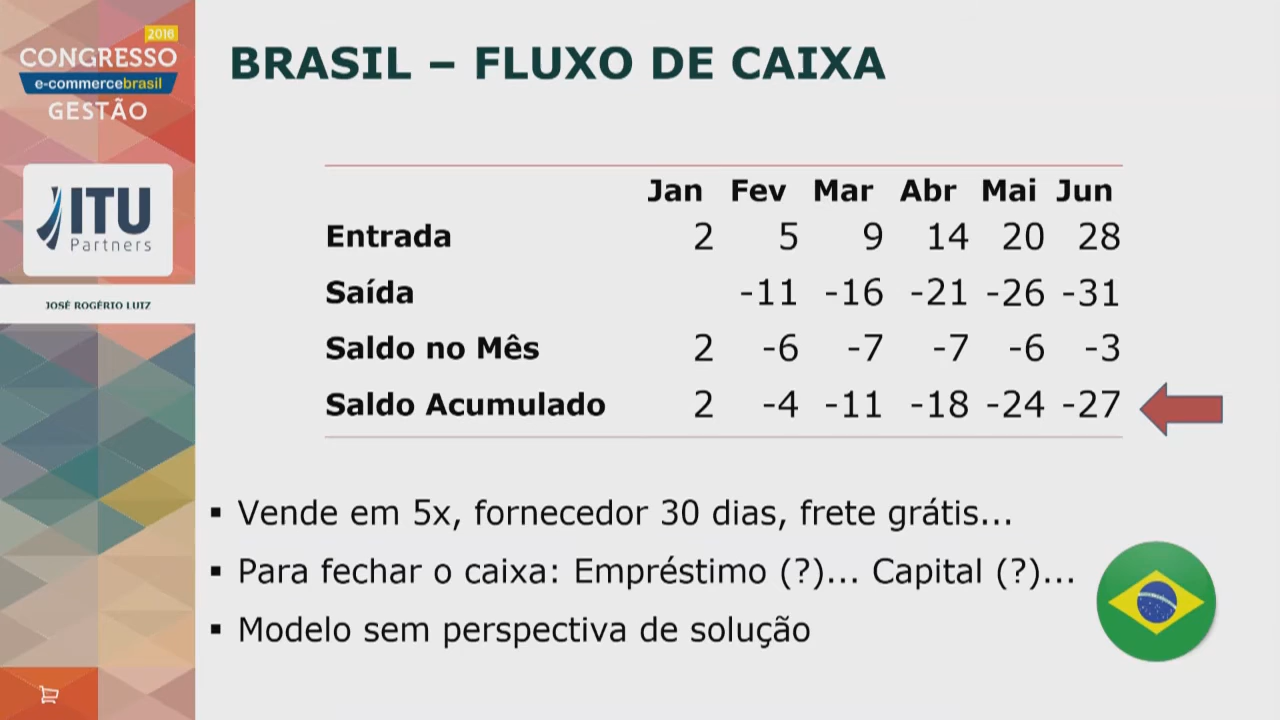 2016
CONGRESSO
e-commercebrasil
GESTÃO
ITU
Partners
JOSÉ ROGÉRIO LUIZ
BRASIL – FLUXO DE CAIXA
Jan Fev Mar Abr Mai Jun
Entrada 2 5 9 14 20 28
Saída -11 -16 -21 -26 -31
Saldo no Mês 2 -6 -7 -7 -6 -3
Saldo Acumulado 2 -4 -11 -18 -24 -27
▪ Vende em 5x, fornecedor 30 dias, frete grátis...
▪ Para fechar o caixa: Empréstimo (?)... Capital (?)...
▪ Modelo sem perspectiva de solução